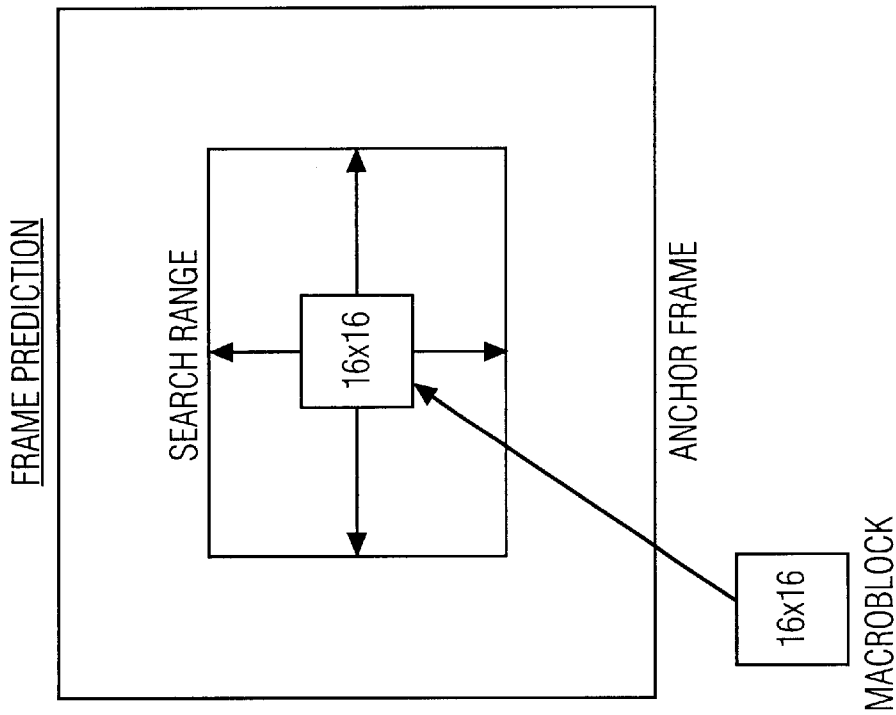 FRAME PREDICTION
SEARCH RANGE
16x16
ANCHOR FRAME
16x16
MACROBLOCK